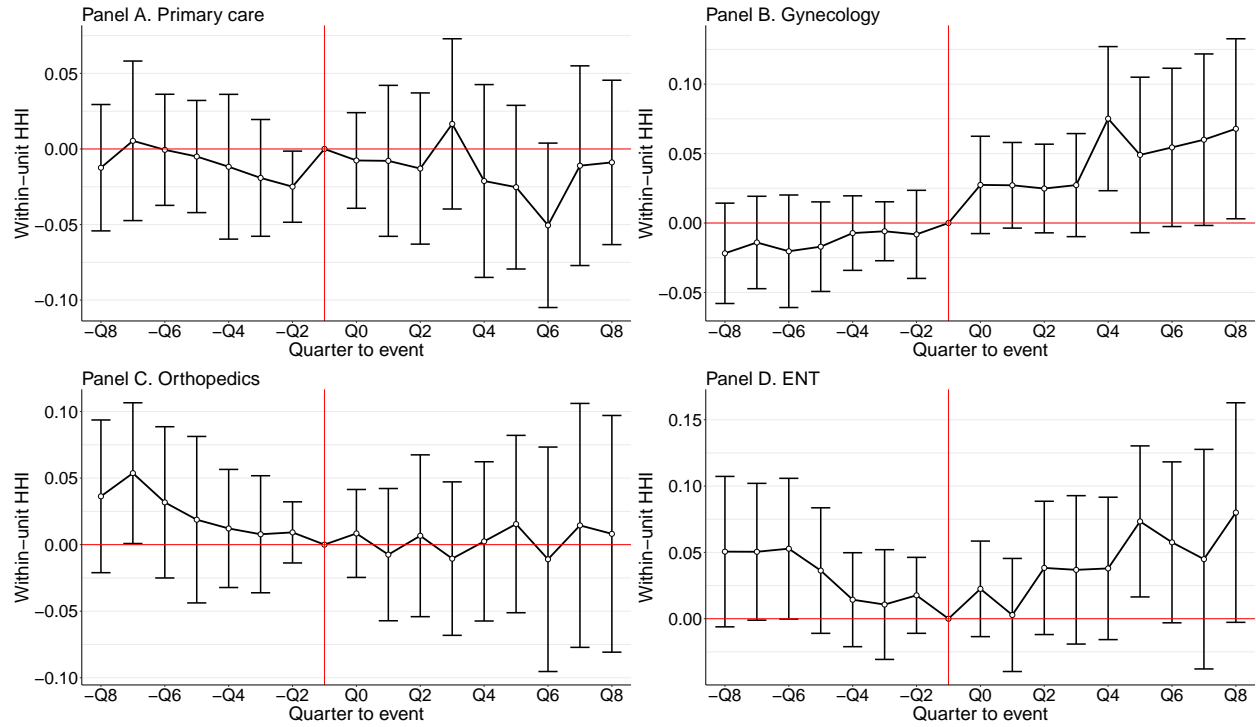 Panel A. Primary care
Within−unit HHI
0.05
0.00
−0.05
−0.10
−Q8 −Q6 −Q4 −Q2 Q0 Q2 Q4 Q6 Q8
Quarter to event
Panel B. Gynecology
Within−unit HHI
0.10
0.05
0.00
−0.05
−Q8 −Q6 −Q4 −Q2 Q0 Q2 Q4 Q6 Q8
Quarter to event
Panel C. Orthopedics
Within−unit HHI
0.10
0.05
0.00
−0.05
−0.10
−Q8 −Q6 −Q4 −Q2 Q0 Q2 Q4 Q6 Q8
Quarter to event
Panel D. ENT
Within−unit HHI
0.15
0.10
0.05
0.00
−Q8 −Q6 −Q4 −Q2 Q0 Q2 Q4 Q6 Q8
Quarter to event